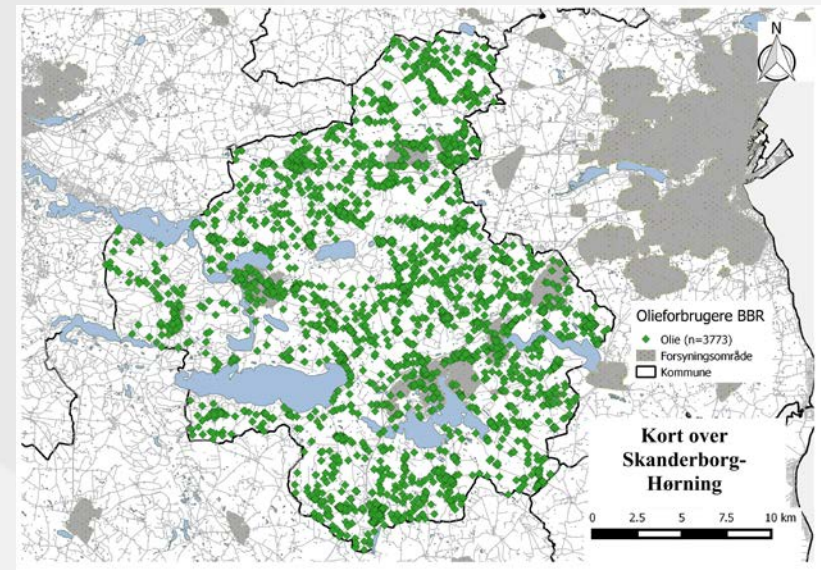 N
Olieforbrugere BBR
Olie (n=3773)
Forsyningsområde
Kommune
Kort over
Skanderborg-
Hørning
0 2.5 5 7.5 10 km